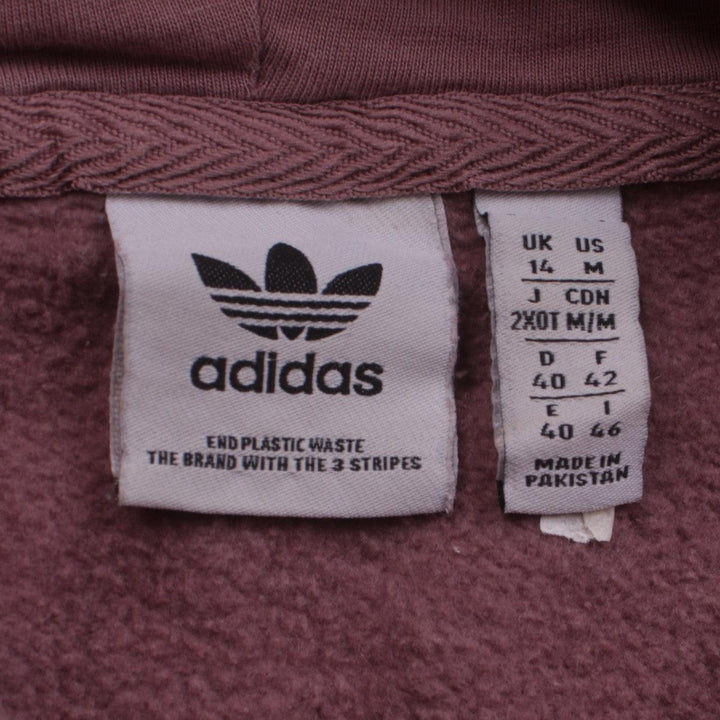 adidas
END PLASTIC WASTE
THE BRAND WITH THE 3 STRIPES
UK US
14 M
J CDN
2XOT M/M
D F
40 42
E I
40 46
MADE IN
PAKISTAN